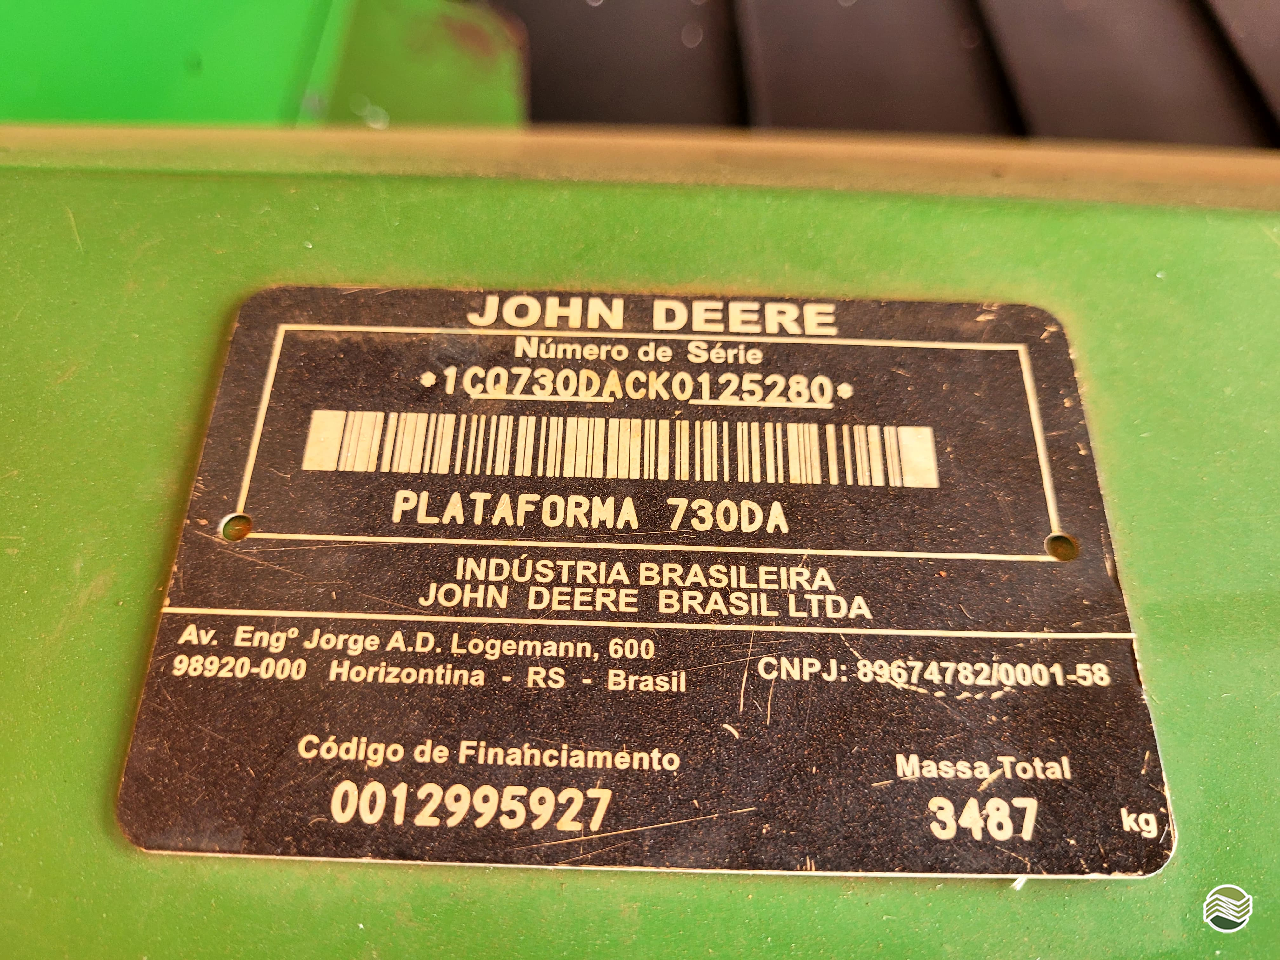 JOHN DEERE
Número de Série
*1CQ730DACK0125280*
PLATAFORMA 730DA
INDÚSTRIA BRASILEIRA
JOHN DEERE BRASIL LTDA
Av. Engº Jorge A.D. Logemann, 600
98920-000 Horizontina - RS - Brasil
CNPJ: 89674782/0001-58
Código de Financiamento
0012995927
Massa Total
3487 kg